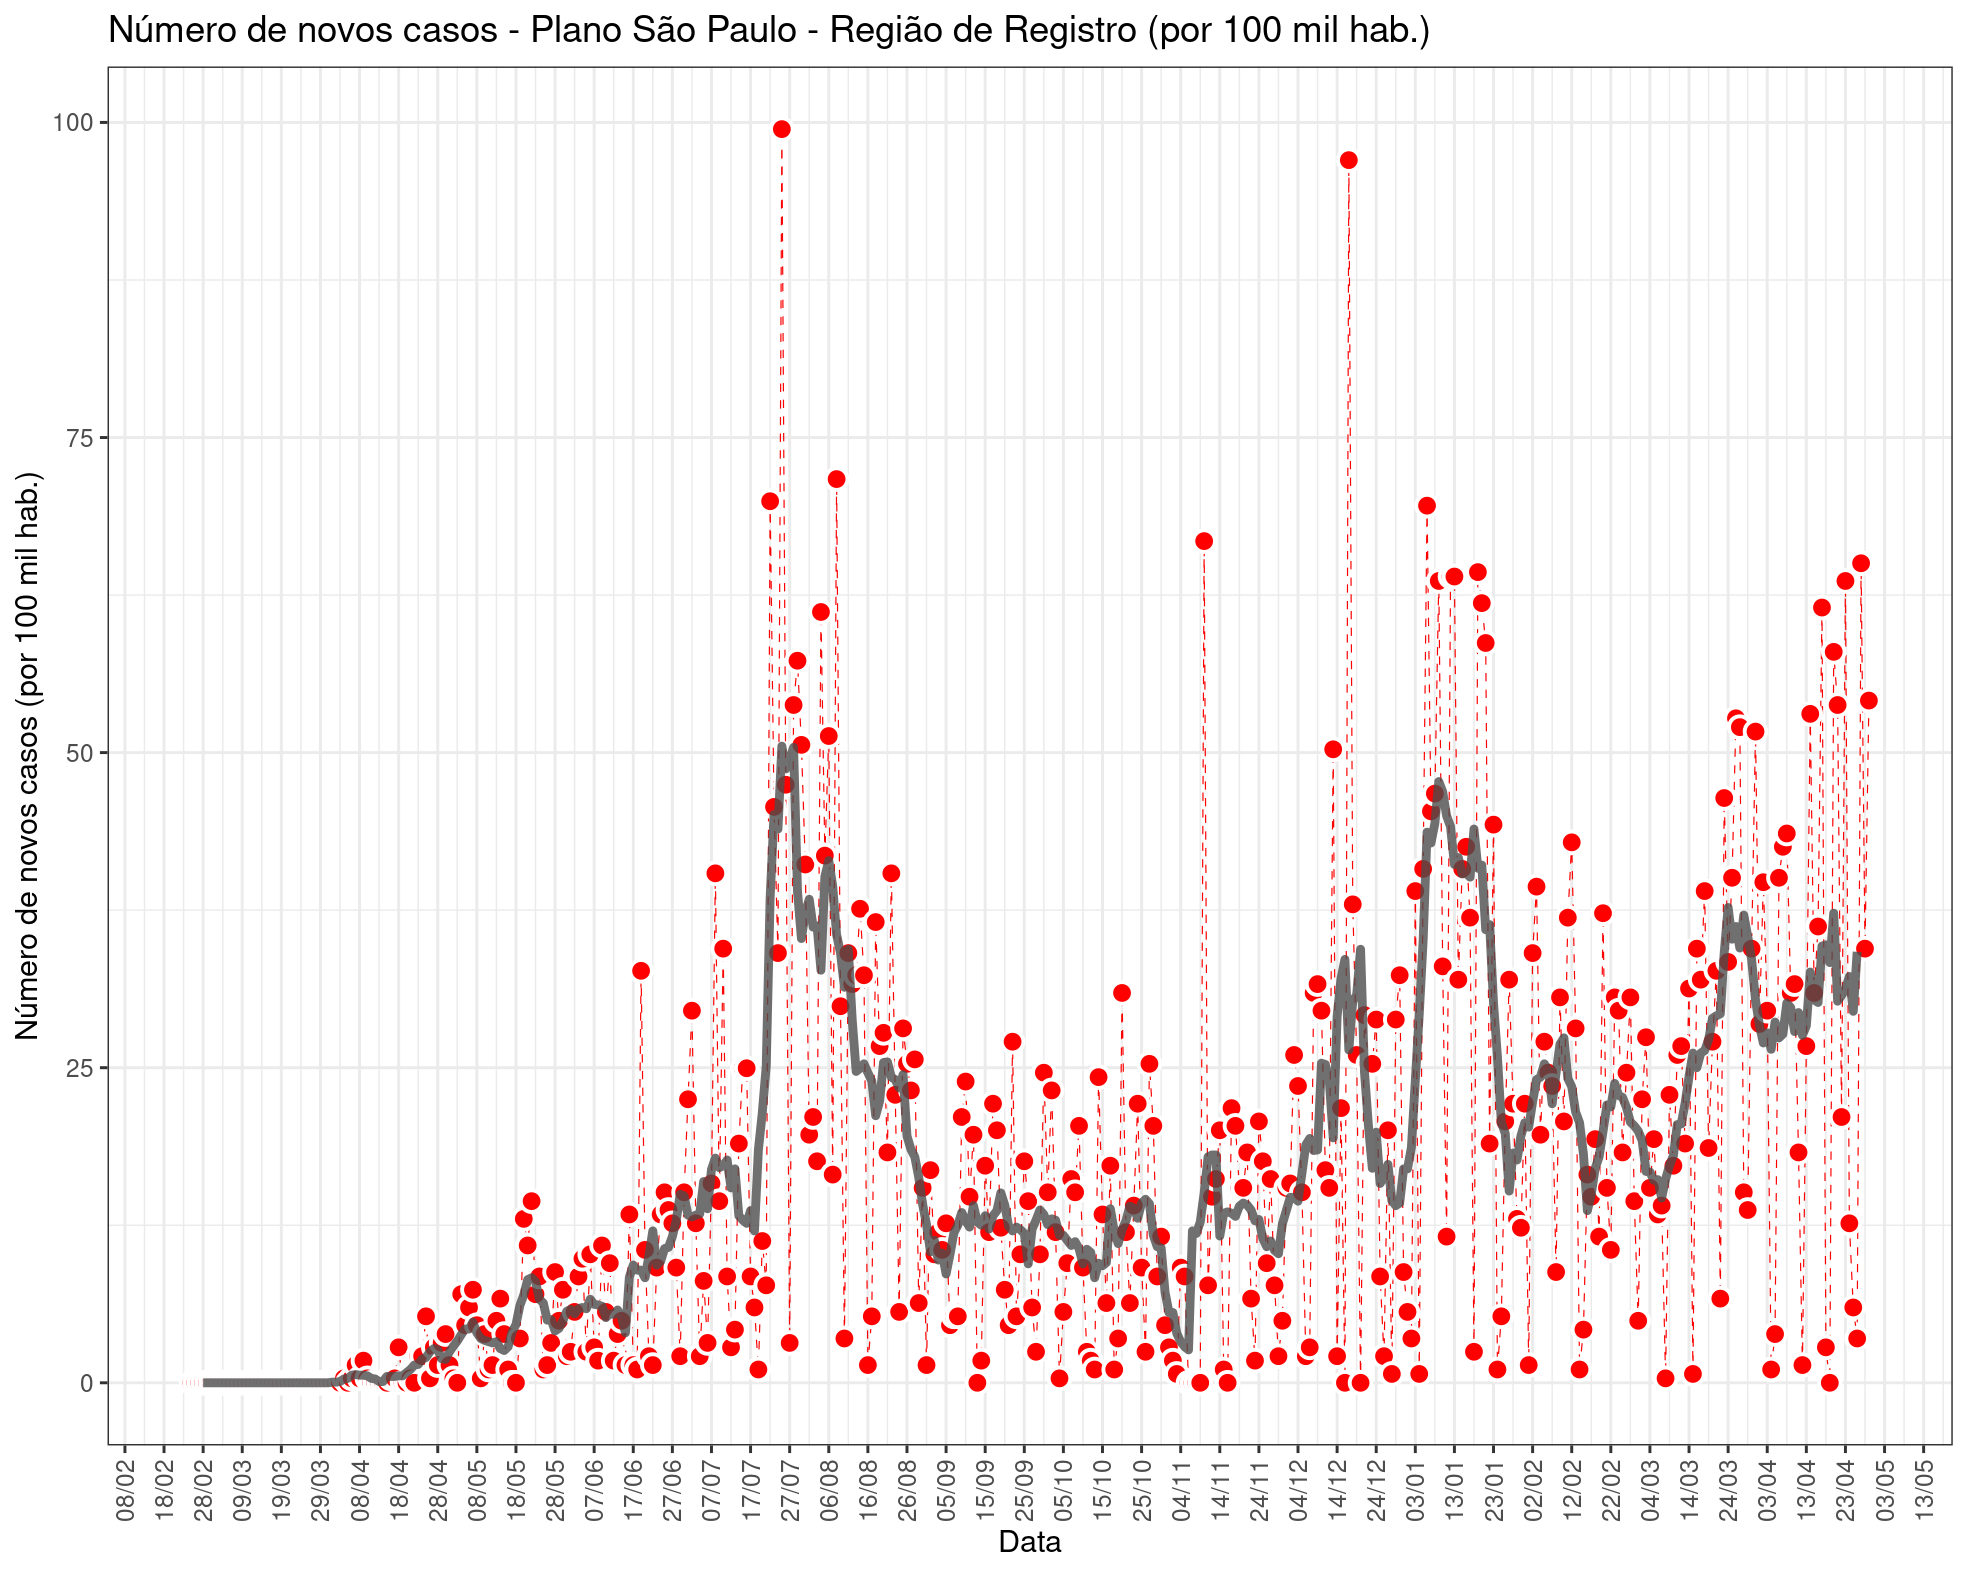 Número de novos casos - Plano São Paulo - Região de Registro (por 100 mil hab.)
Número de novos casos (por 100 mil hab.)
100
75
50
25
0
08/02 18/02 28/02 09/03 19/03 29/03 08/04 18/04 28/04 08/05 18/05 28/05 07/06 17/06 27/06 07/07 17/07 27/07 06/08 16/08 26/08 05/09 15/09 25/09 05/10 15/10 25/10 04/11 14/11 24/11 04/12 14/12 24/12 03/01 13/01 23/01 02/02 12/02 22/02 04/03 14/03 24/03 03/04 13/04 23/04 03/05 13/05
Data